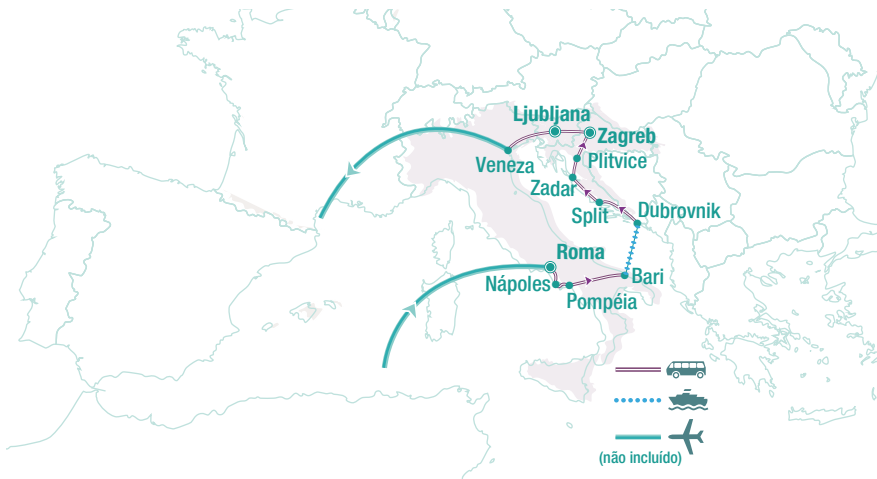 Ljubljana
Zagreb
Veneza
Plitvice
Zadar
Split
Dubrovnik
Roma
Nápoles
Bari
Pompéia
(não incluído)